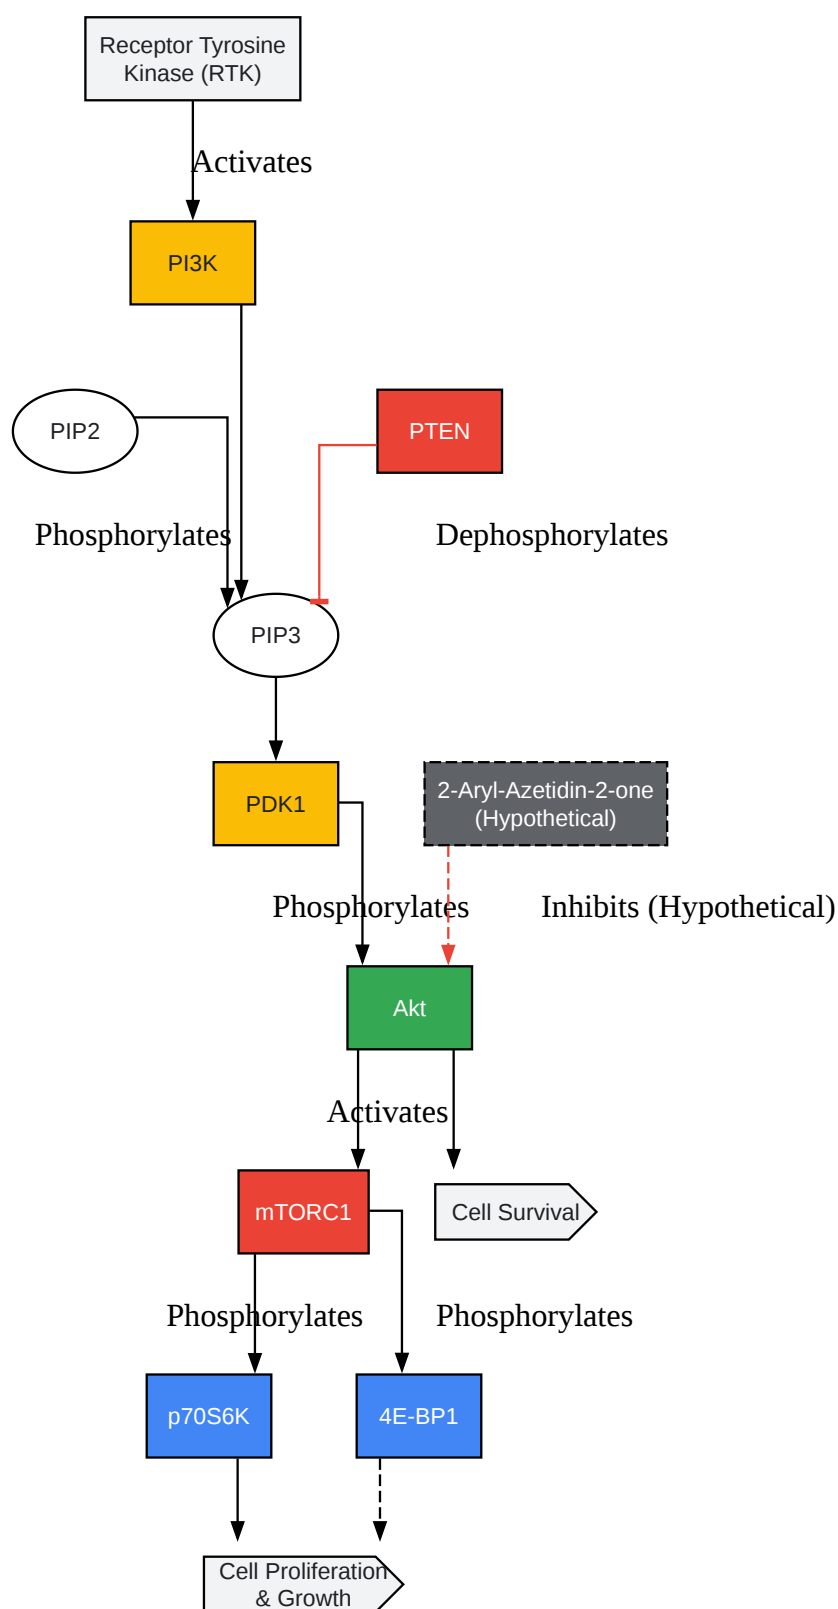 Receptor Tyrosine
Kinase (RTK)
Activates
PI3K
PIP2
PTEN
Phosphorylates
Dephosphorylates
PIP3
PDK1
2-Aryl-Azetidin-2-one
(Hypothetical)
Phosphorylates
Inhibits (Hypothetical)
Akt
Activates
mTORC1
Cell Survival
Phosphorylates
Phosphorylates
p70S6K
4E-BP1
Cell Proliferation
& Growth